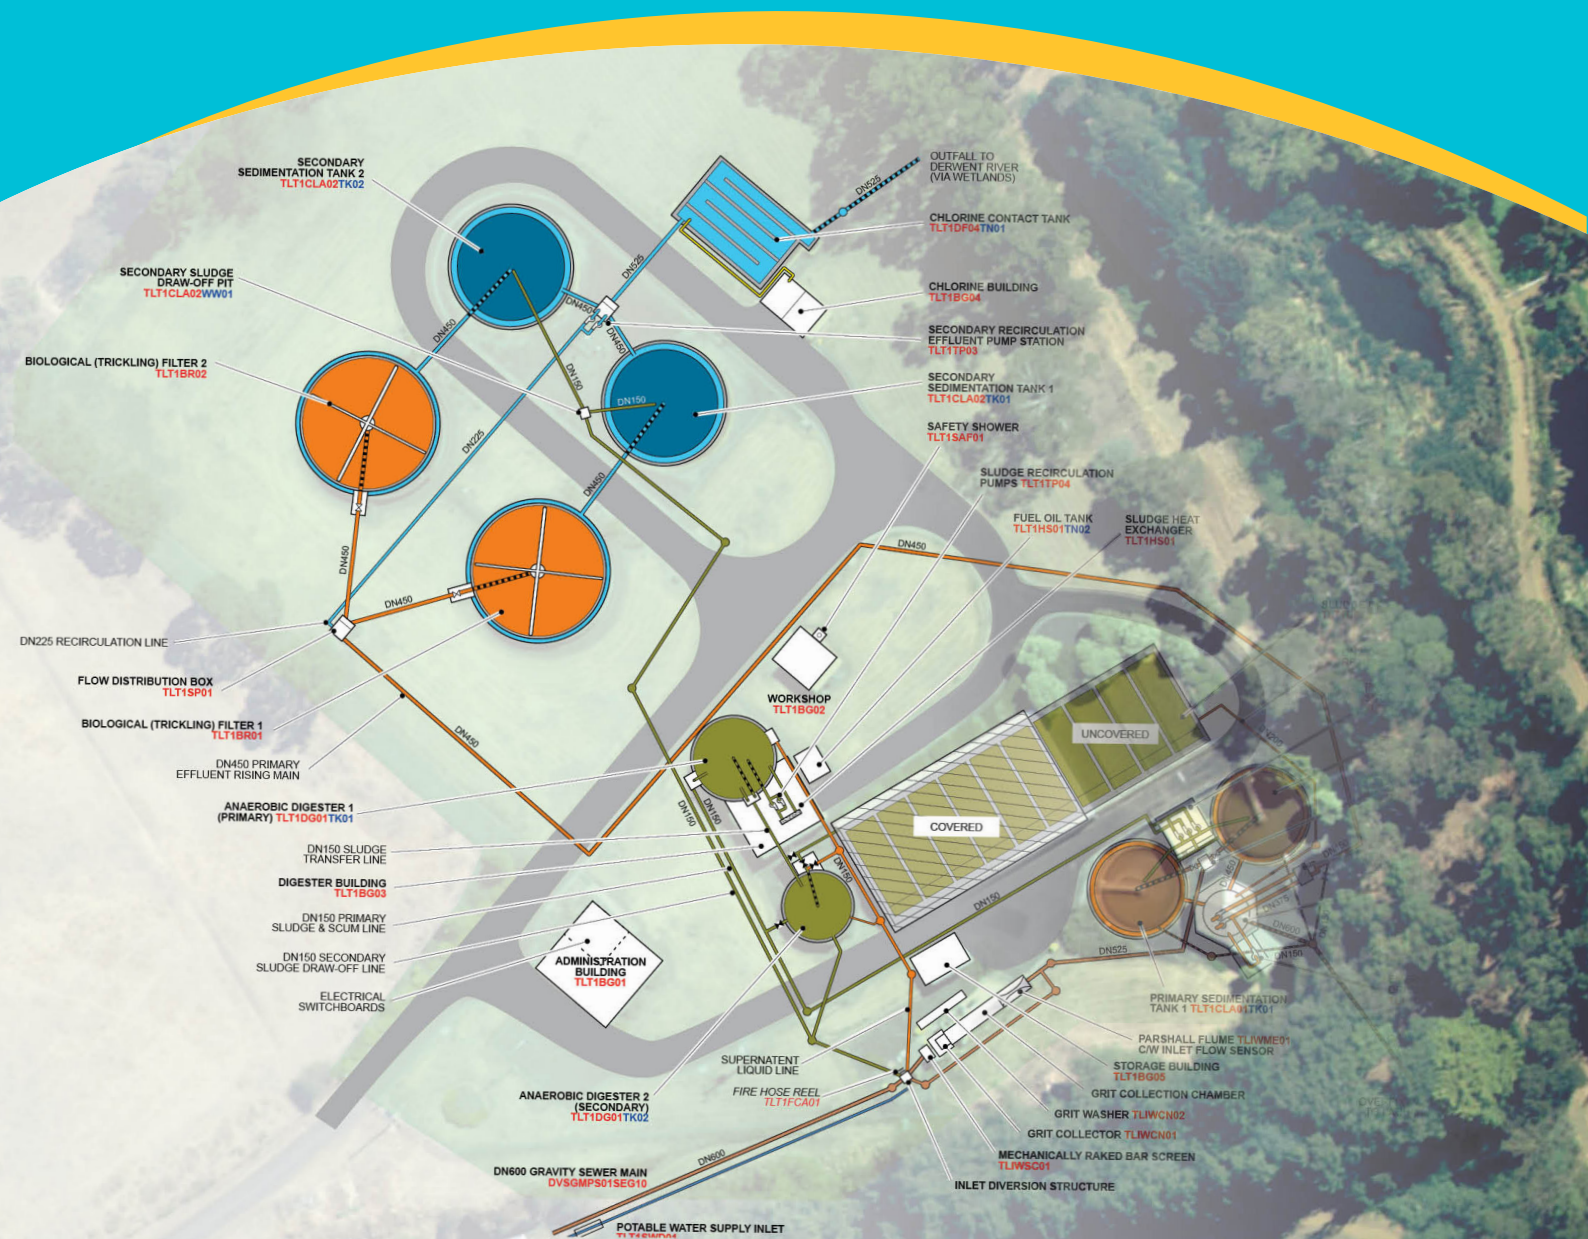 SECONDARY
SEDIMENTATION TANK 2
TLT1CLA02TK02
OUTFALL TO
DERWENT RIVER
(VIA WETLANDS)
DN525
CHLORINE CONTACT TANK
TLT1DF04TN01
DN525
SECONDARY SLUDGE
DRAW-OFF PIT
TLT1CLA02WW01
CHLORINE BUILDING
TLT1BG04
DN450
DN450
DN450
SECONDARY RECIRCULATION
EFFLUENT PUMP STATION
TLT1TP03
BIOLOGICAL (TRICKLING) FILTER 2
TLT1BR02
DN150
DN150
SECONDARY
SEDIMENTATION TANK 1
TLT1CLA02TK01
DN225
DN450
SAFETY SHOWER
TLT1SAF01
SLUDGE RECIRCULATION
PUMPS TLT1TP04
FUEL OIL TANK
TLT1HS01TN02
SLUDGE HEAT
EXCHANGER
TLT1HS01
DN450
DN450
DN450
DN225 RECIRCULATION LINE
FLOW DISTRIBUTION BOX
TLT1SP01
WORKSHOP
TLT1BG02
BIOLOGICAL (TRICKLING) FILTER 1
TLT1BR01
DN450
UNCOVERED
DN450 PRIMARY
EFFLUENT RISING MAIN
ANAEROBIC DIGESTER 1
(PRIMARY) TLT1DG01TK01
DN150
DN150
COVERED
DN150 SLUDGE
TRANSFER LINE
DN150
DIGESTER BUILDING
TLT1BG03
DN150
DN375
DN600
DN150 PRIMARY
SLUDGE & SCUM LINE
DN525
DN150
DN150 SECONDARY
SLUDGE DRAW-OFF LINE
ADMINISTRATION
BUILDING
TLT1BG01
ELECTRICAL
SWITCHBOARDS
PRIMARY SEDIMENTATION
TANK 1 TLT1CLA01TK01
PARSHALL FLUME TLIWME01
C/W INLET FLOW SENSOR
SUPERNATENT
LIQUID LINE
STORAGE BUILDING
TLT1BG05
FIRE HOSE REEL
TLT1FCA01
GRIT COLLECTION CHAMBER
ANAEROBIC DIGESTER 2
(SECONDARY)
TLT1DG01TK02
GRIT WASHER TLIWCN02
GRIT COLLECTOR TLIWCN01
MECHANICALLY RAKED BAR SCREEN
TLIWSC01
DN600
DN600 GRAVITY SEWER MAIN
DVSGMPS01SEG10
INLET DIVERSION STRUCTURE
POTABLE WATER SUPPLY INLET
TLT1SWD01